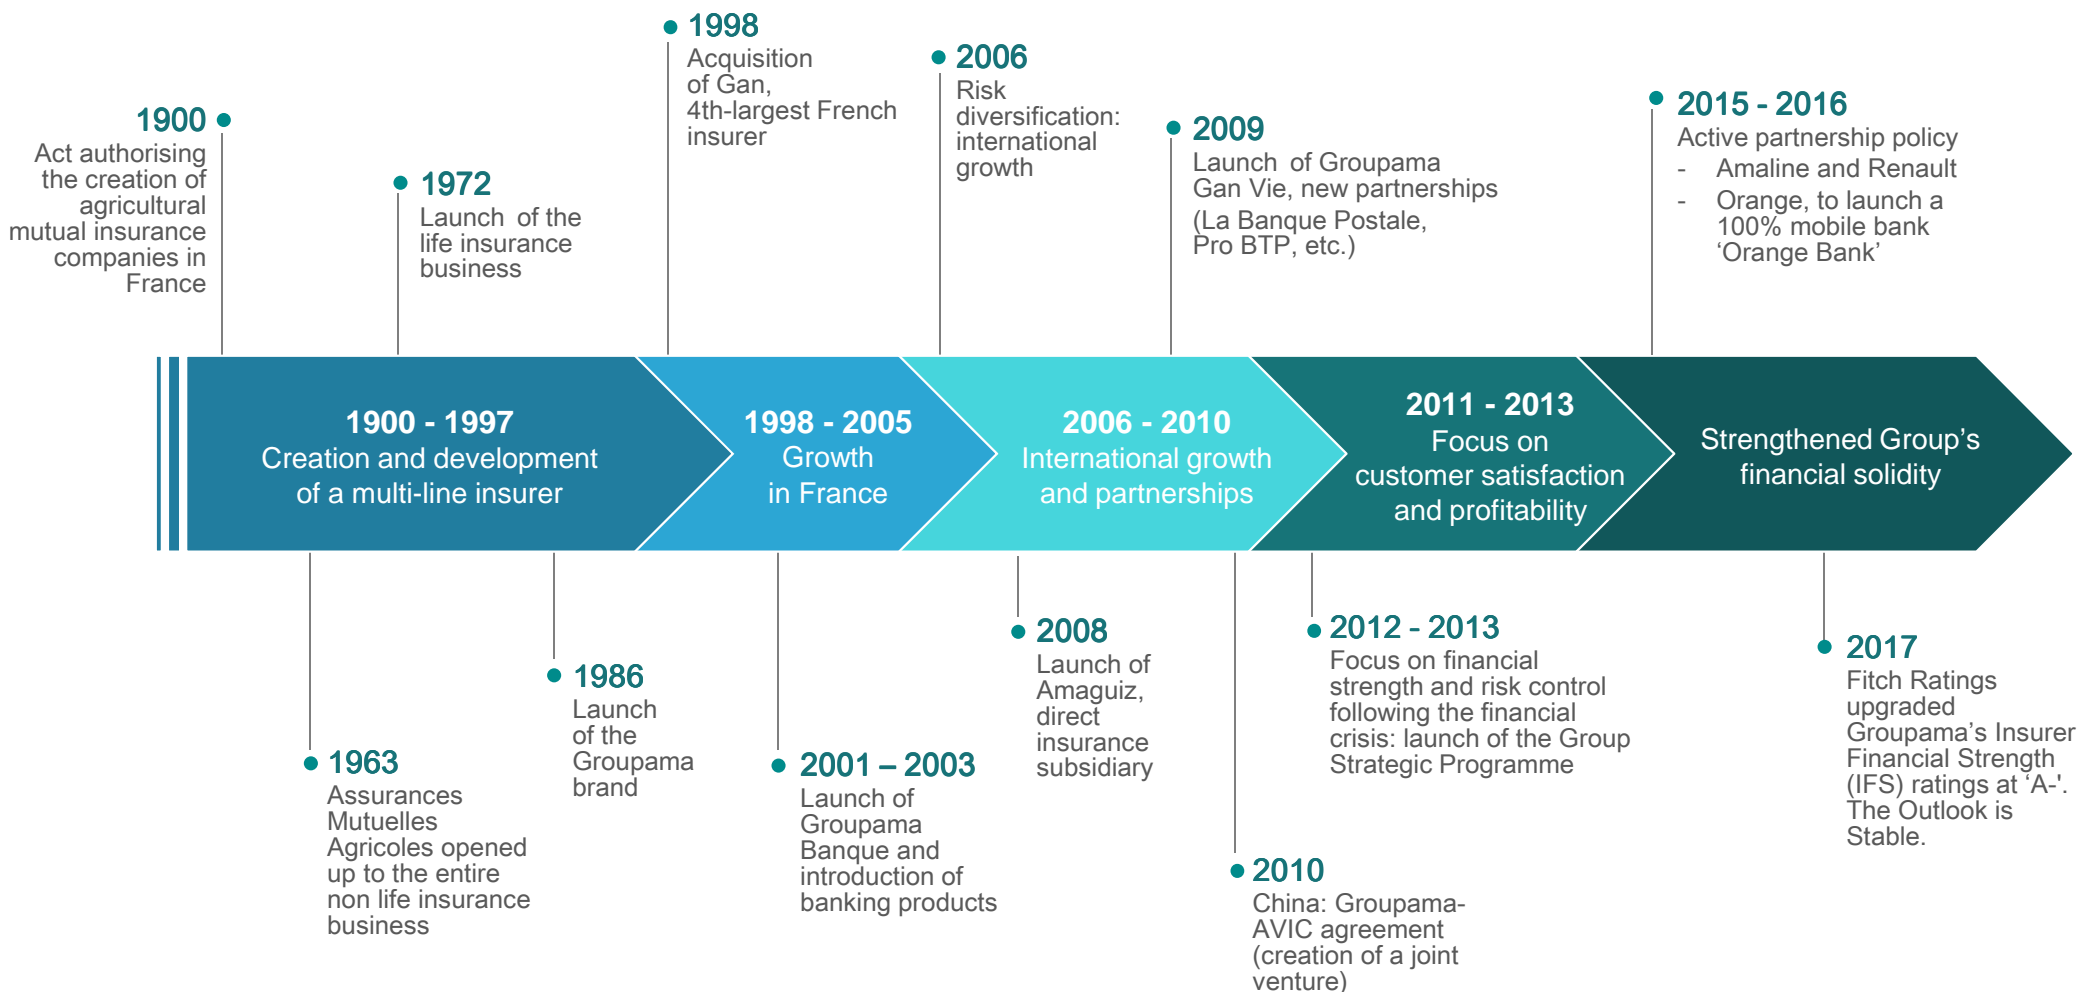 1998
Acquisition
of Gan,
4th-largest French
insurer
2006
Risk
diversification:
international
growth
1900
Act authorising
the creation of
agricultural
mutual insurance
companies in
France
1972
Launch of the
life insurance
business
2009
Launch of Groupama
Gan Vie, new partnerships
(La Banque Postale,
Pro BTP, etc.)
2015 - 2016
Active partnership policy
- Amaline and Renault
- Orange, to launch a
100% mobile bank
‘Orange Bank’
1900 - 1997
Creation and development
of a multi-line insurer
1998 - 2005
Growth
in France
2006 - 2010
International growth
and partnerships
2011 - 2013
Focus on
customer satisfaction
and profitability
Strengthened Group's
financial solidity
1963
Assurances
Mutuelles
Agricoles opened
up to the entire
non life insurance
business
1986
Launch
of the
Groupama
brand
2001 – 2003
Launch of
Groupama
Banque and
introduction of
banking products
2008
Launch of
Amaguiz,
direct
insurance
subsidiary
2010
China: Groupama-
AVIC agreement
(creation of a joint
venture)
2012 - 2013
Focus on financial
strength and risk control
following the financial
crisis: launch of the Group
Strategic Programme
2017
Fitch Ratings
upgraded
Groupama’s Insurer
Financial Strength
(IFS) ratings at ‘A-'.
The Outlook is
Stable.